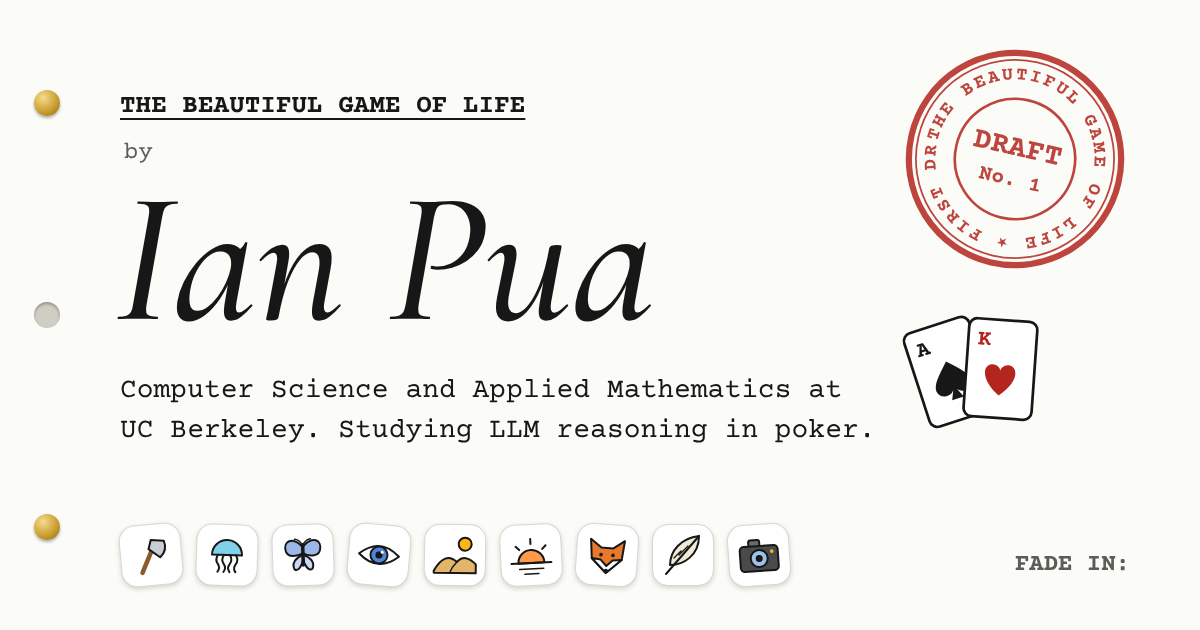 THE BEAUTIFUL GAME OF LIFE
by
Ian Pua
Computer Science and Applied Mathematics at
UC Berkeley. Studying LLM reasoning in poker.
THE BEAUTIFUL GAME OF LIFE ★ FIRST DR
DRAFT
No. 1
A
K
FADE IN: